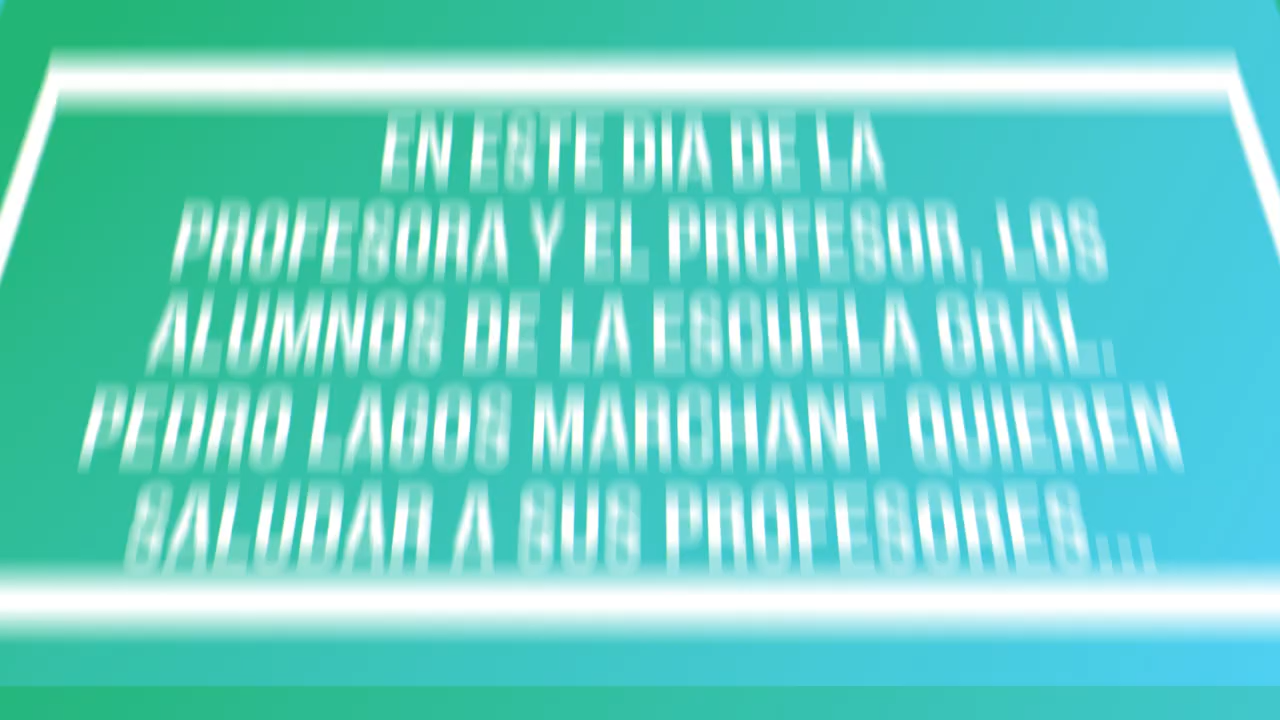 EN ESTE DIA DE LA
PROFESORA Y EL PROFESOR, LOS
ALUMNOS DE LA ESCUELA GRAL.
PEDRO LAGOS MARCHANT QUIEREN
SALUDAR A SUS PROFESORES...